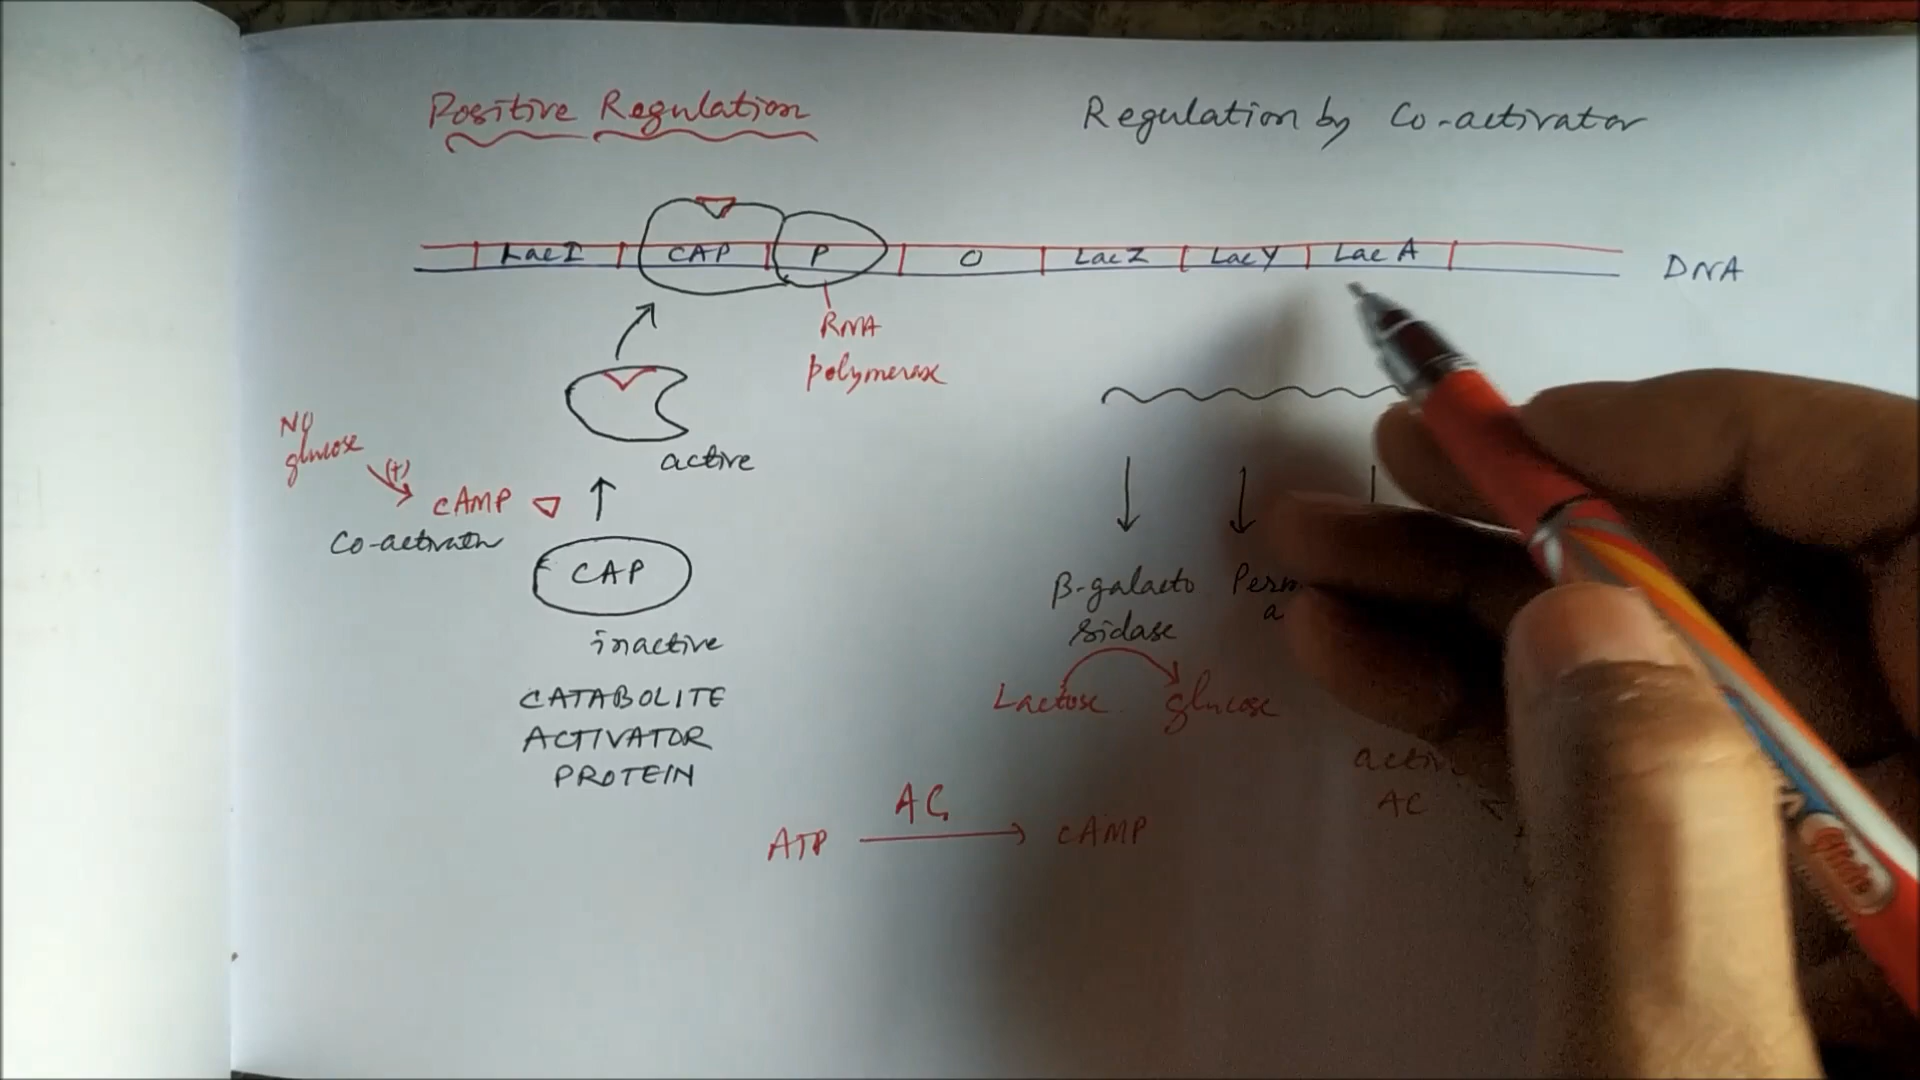 Positive Regulation
Regulation by Co-activator
LacI CAP P O LacZ LacY Lac A
DNA
RNA
polymerase
NO
glucose
(+)
cAMP
Co-activator
active
CAP
inactive
CATABOLITE
ACTIVATOR
PROTEIN
β-galacto
sidase
Lactose glucose
AC
ATP cAMP
AC